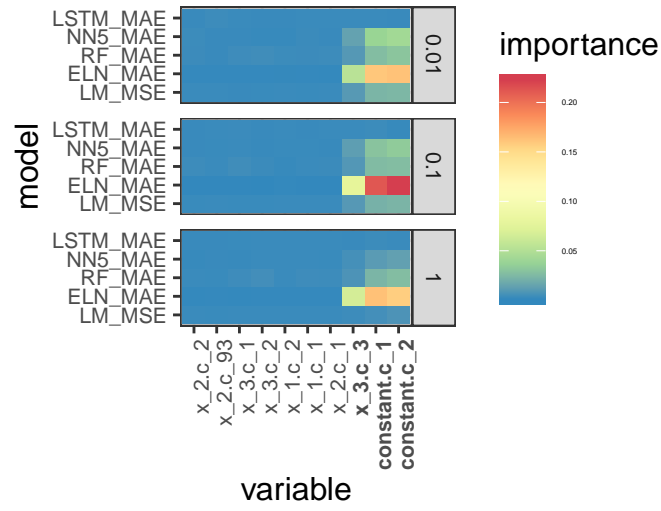 model
LSTM_MAE
NN5_MAE
RF_MAE
ELN_MAE
LM_MSE
0.01
LSTM_MAE
NN5_MAE
RF_MAE
ELN_MAE
LM_MSE
0.1
LSTM_MAE
NN5_MAE
RF_MAE
ELN_MAE
LM_MSE
1
x_2.c_2
x_2.c_93
x_3.c_1
x_3.c_2
x_1.c_2
x_1.c_1
x_2.c_1
x_3.c_3
constant.c_1
constant.c_2
variable
importance
0.20
0.15
0.10
0.05